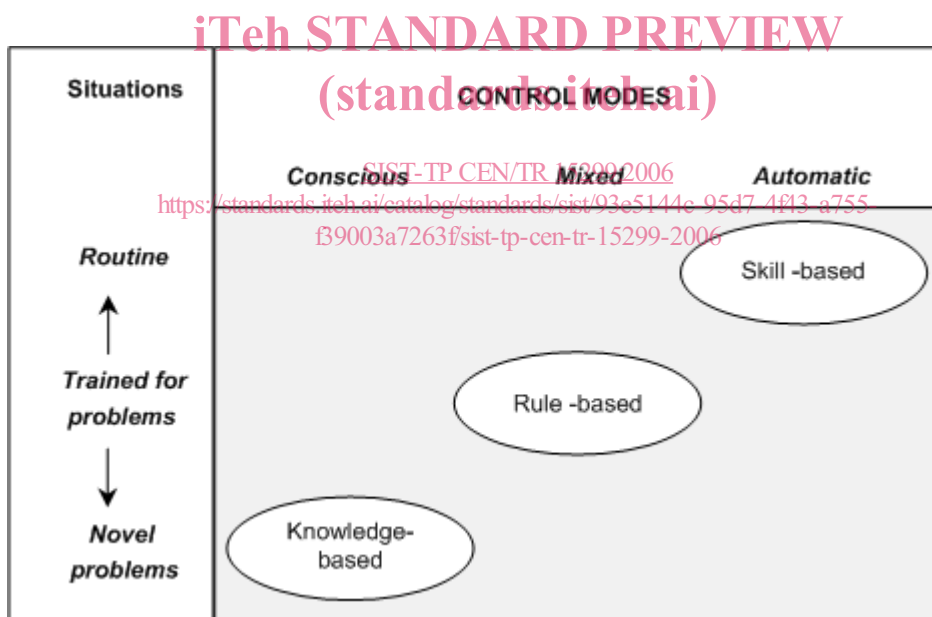 iTeh STANDARD PREVIEW
(standards.iteh.ai)
Situations
CONTROL MODES
SIST-TP CEN/TR 15299:2006
https://standards.iteh.ai/catalog/standards/sist/93e5144c-95d7-4f43-a755-
f39003a7263f/sist-tp-cen-tr-15299-2006
Conscious
Mixed
Automatic
Routine
Skill -based
Trained for
problems
Rule -based
Novel
problems
Knowledge-
based